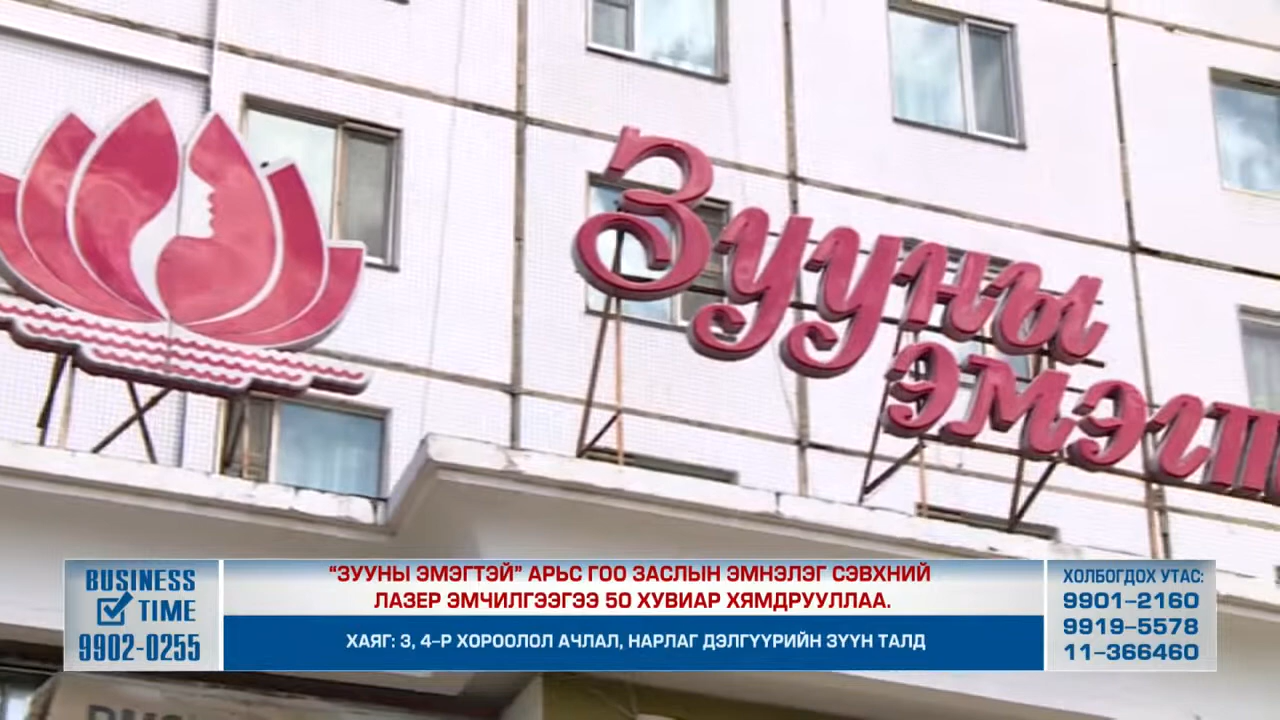 Зууны
эмэгт
BUSINESS
TIME
9902-0255
“ЗУУНЫ ЭМЭГТЭЙ” АРЬС ГОО ЗАСЛЫН ЭМНЭЛЭГ СЭВХНИЙ
ЛАЗЕР ЭМЧИЛГЭЭГЭЭ 50 ХУВИАР ХЯМДРУУЛЛАА.
ХАЯГ: 3, 4-Р ХОРООЛОЛ АЧЛАЛ, НАРЛАГ ДЭЛГҮҮРИЙН ЗҮҮН ТАЛД
ХОЛБОГДОХ УТАС:
9901-2160
9919-5578
11-366460